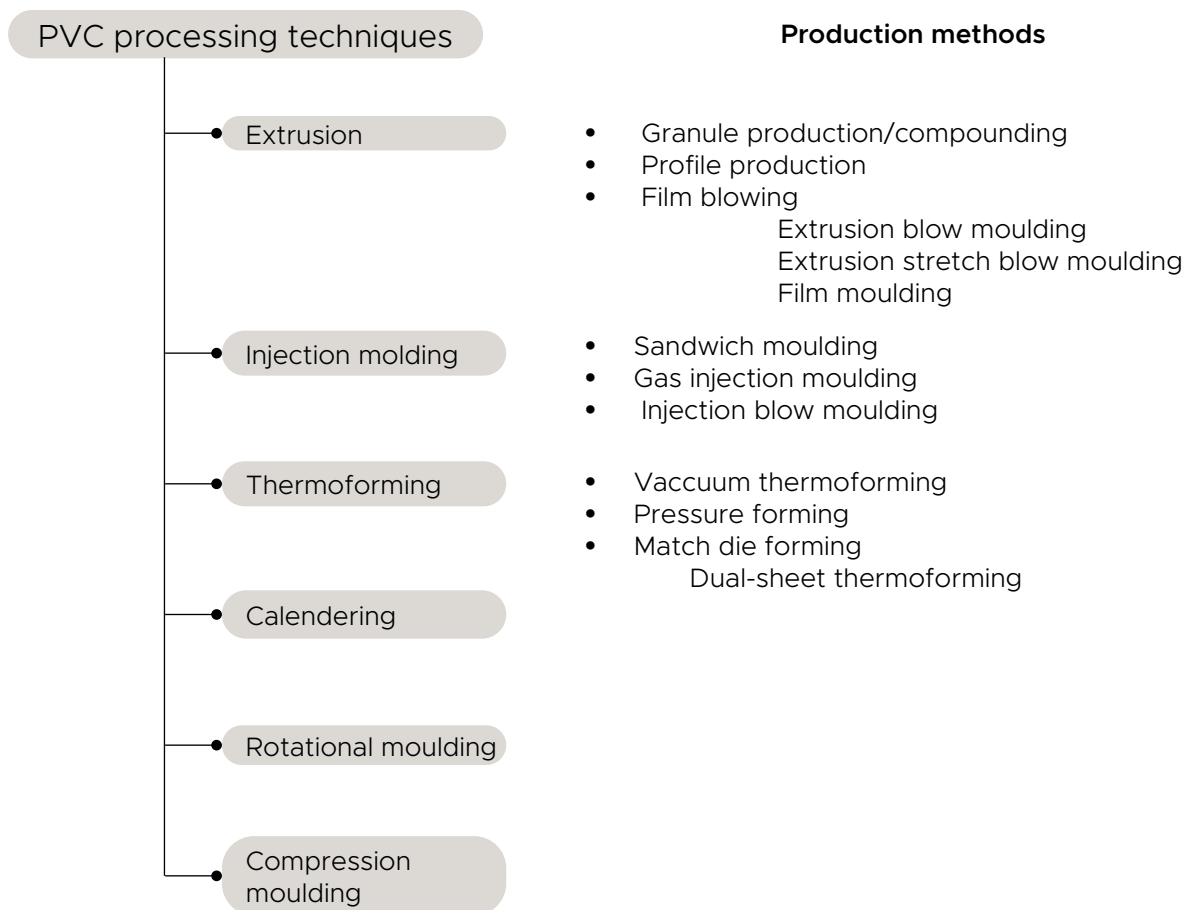 PVC processing techniques
Production methods
Extrusion
• Granule production/compounding
• Profile production
• Film blowing
Extrusion blow moulding
Extrusion stretch blow moulding
Film moulding
Injection molding
• Sandwich moulding
• Gas injection moulding
• Injection blow moulding
Thermoforming
• Vaccuum thermoforming
• Pressure forming
• Match die forming
Dual-sheet thermoforming
Calendering
Rotational moulding
Compression
moulding